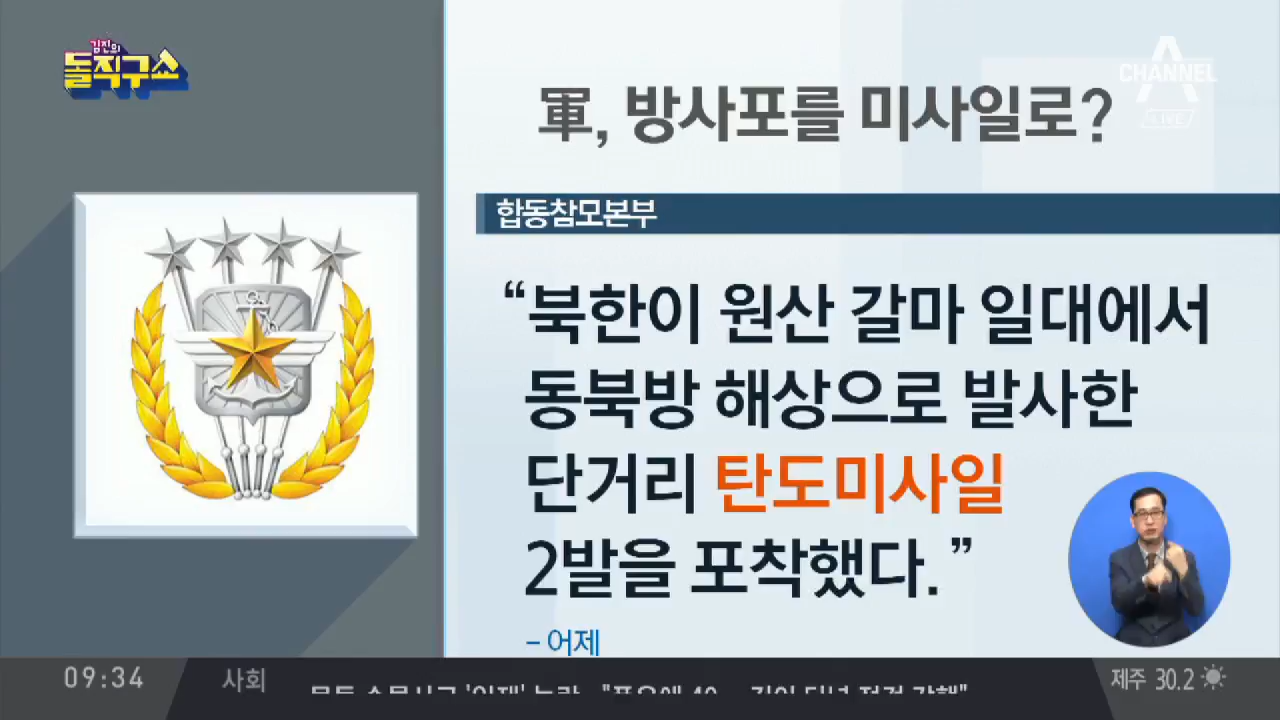 김진의
돌직구쇼
CHANNEL A
LIVE
軍, 방사포를 미사일로?
합동참모본부
“북한이 원산 갈마 일대에서
동북방 해상으로 발사한
단거리 탄도미사일
2발을 포착했다.”
- 어제
09:34
사회
제주 30.2